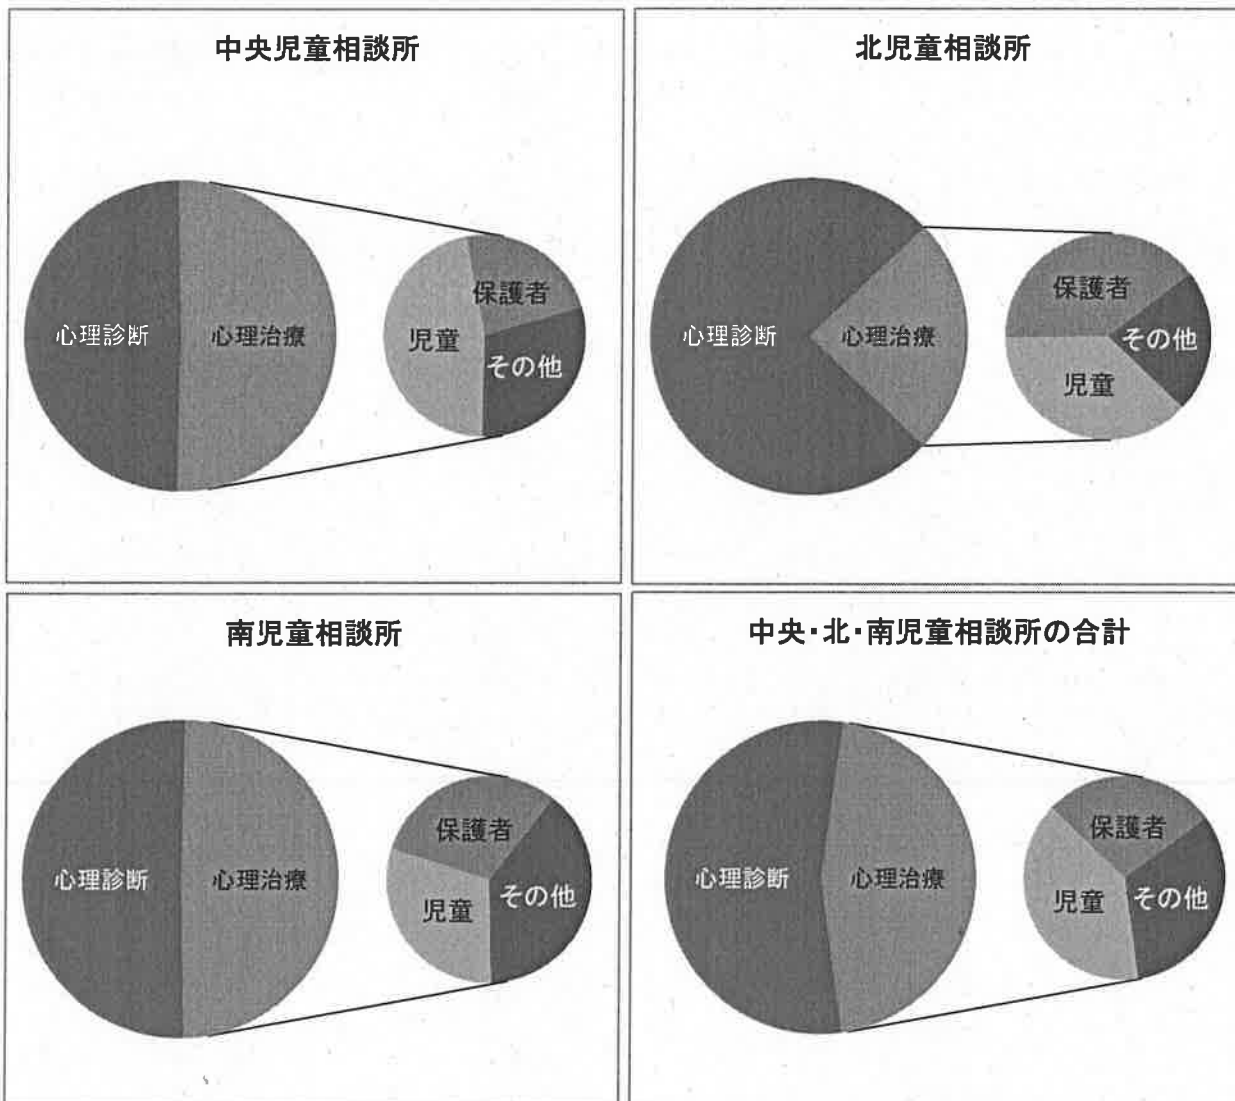 中央児童相談所
心理診断
心理治療
保護者
児童
その他
北児童相談所
心理診断
心理治療
保護者
その他
児童
南児童相談所
心理診断
心理治療
保護者
児童
その他
中央・北・南児童相談所の合計
心理診断
心理治療
保護者
児童
その他